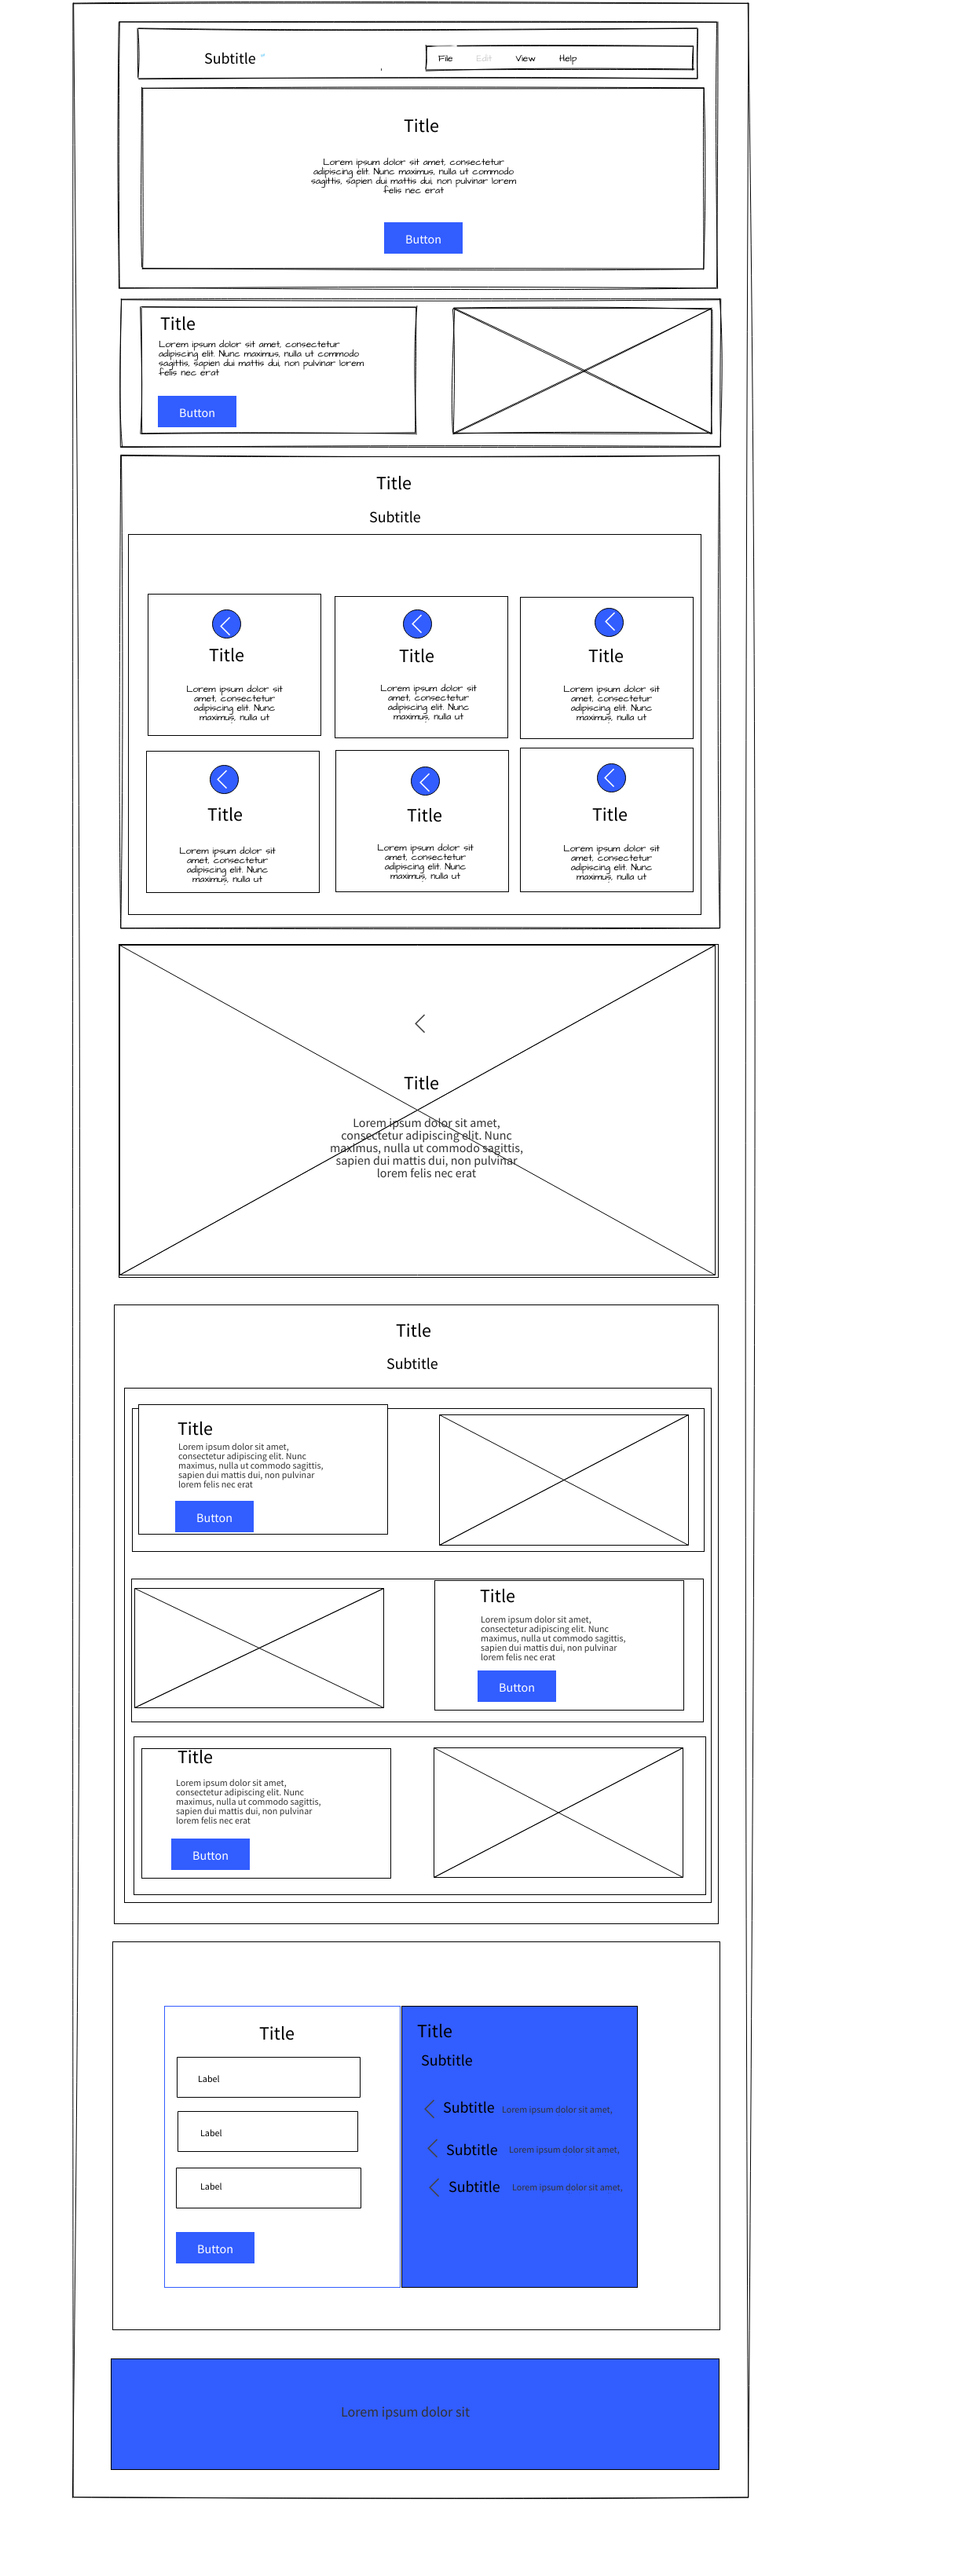 Subtitle
File Edit View Help
Title
Lorem ipsum dolor sit amet, consectetur
adipiscing elit. Nunc maximus, nulla ut commodo
sagittis, sapien dui mattis dui, non pulvinar lorem
felis nec erat
Button
Title
Lorem ipsum dolor sit amet, consectetur
adipiscing elit. Nunc maximus, nulla ut commodo
sagittis, sapien dui mattis dui, non pulvinar lorem
felis nec erat
Button
Title
Subtitle
Title
Lorem ipsum dolor sit
amet, consectetur
adipiscing elit. Nunc
maximus, nulla ut
Title
Lorem ipsum dolor sit
amet, consectetur
adipiscing elit. Nunc
maximus, nulla ut
Title
Lorem ipsum dolor sit
amet, consectetur
adipiscing elit. Nunc
maximus, nulla ut
Title
Lorem ipsum dolor sit
amet, consectetur
adipiscing elit. Nunc
maximus, nulla ut
Title
Lorem ipsum dolor sit
amet, consectetur
adipiscing elit. Nunc
maximus, nulla ut
Title
Lorem ipsum dolor sit
amet, consectetur
adipiscing elit. Nunc
maximus, nulla ut
Title
Lorem ipsum dolor sit amet,
consectetur adipiscing elit. Nunc
maximus, nulla ut commodo sagittis,
sapien dui mattis dui, non pulvinar
lorem felis nec erat
Title
Subtitle
Title
Lorem ipsum dolor sit amet,
consectetur adipiscing elit. Nunc
maximus, nulla ut commodo sagittis,
sapien dui mattis dui, non pulvinar
lorem felis nec erat
Button
Title
Lorem ipsum dolor sit amet,
consectetur adipiscing elit. Nunc
maximus, nulla ut commodo sagittis,
sapien dui mattis dui, non pulvinar
lorem felis nec erat
Button
Title
Lorem ipsum dolor sit amet,
consectetur adipiscing elit. Nunc
maximus, nulla ut commodo sagittis,
sapien dui mattis dui, non pulvinar
lorem felis nec erat
Button
Title
Label
Label
Label
Button
Title
Subtitle
Subtitle Lorem ipsum dolor sit amet,
Subtitle Lorem ipsum dolor sit amet,
Subtitle Lorem ipsum dolor sit amet,
Lorem ipsum dolor sit